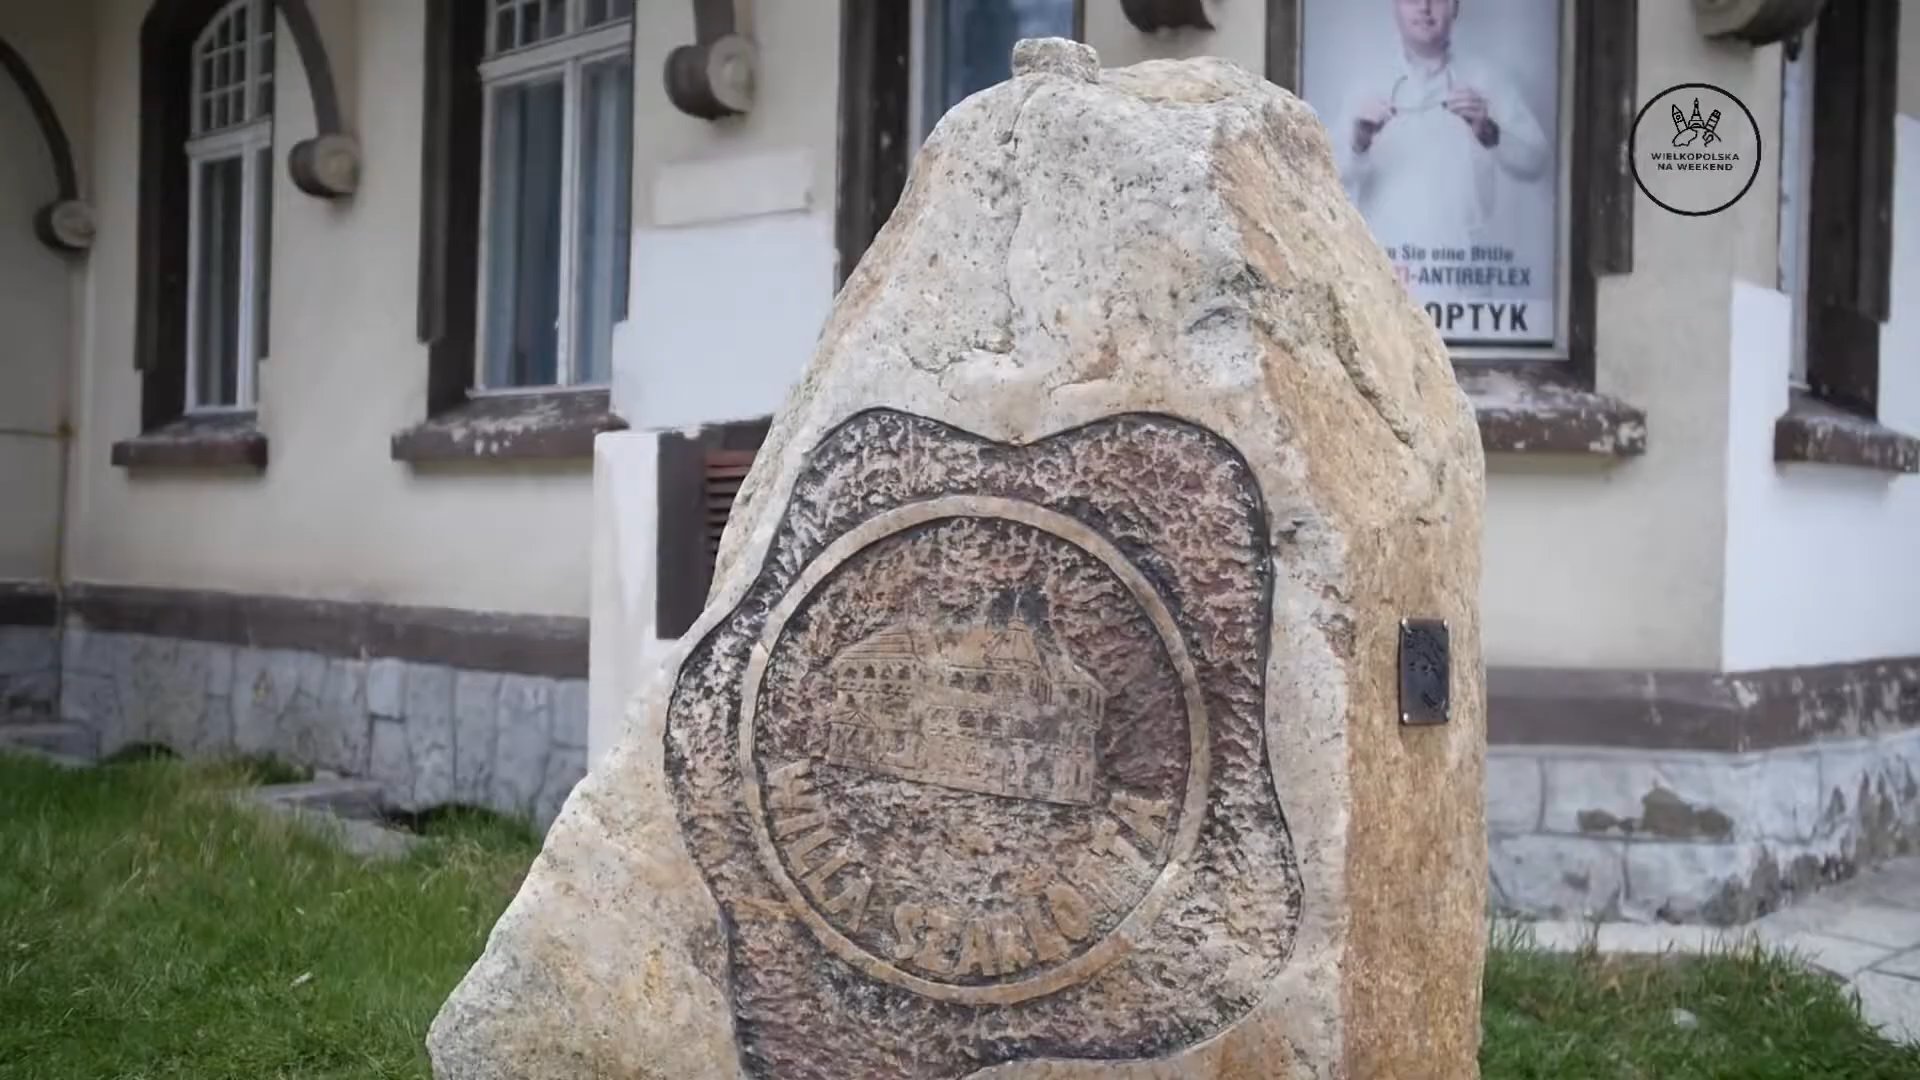 WIELKOPOLSKA
NA WEEKEND
Sie eine Brille
-ANTIREFLEX
OPTYK
WILLA SZARLOTTA